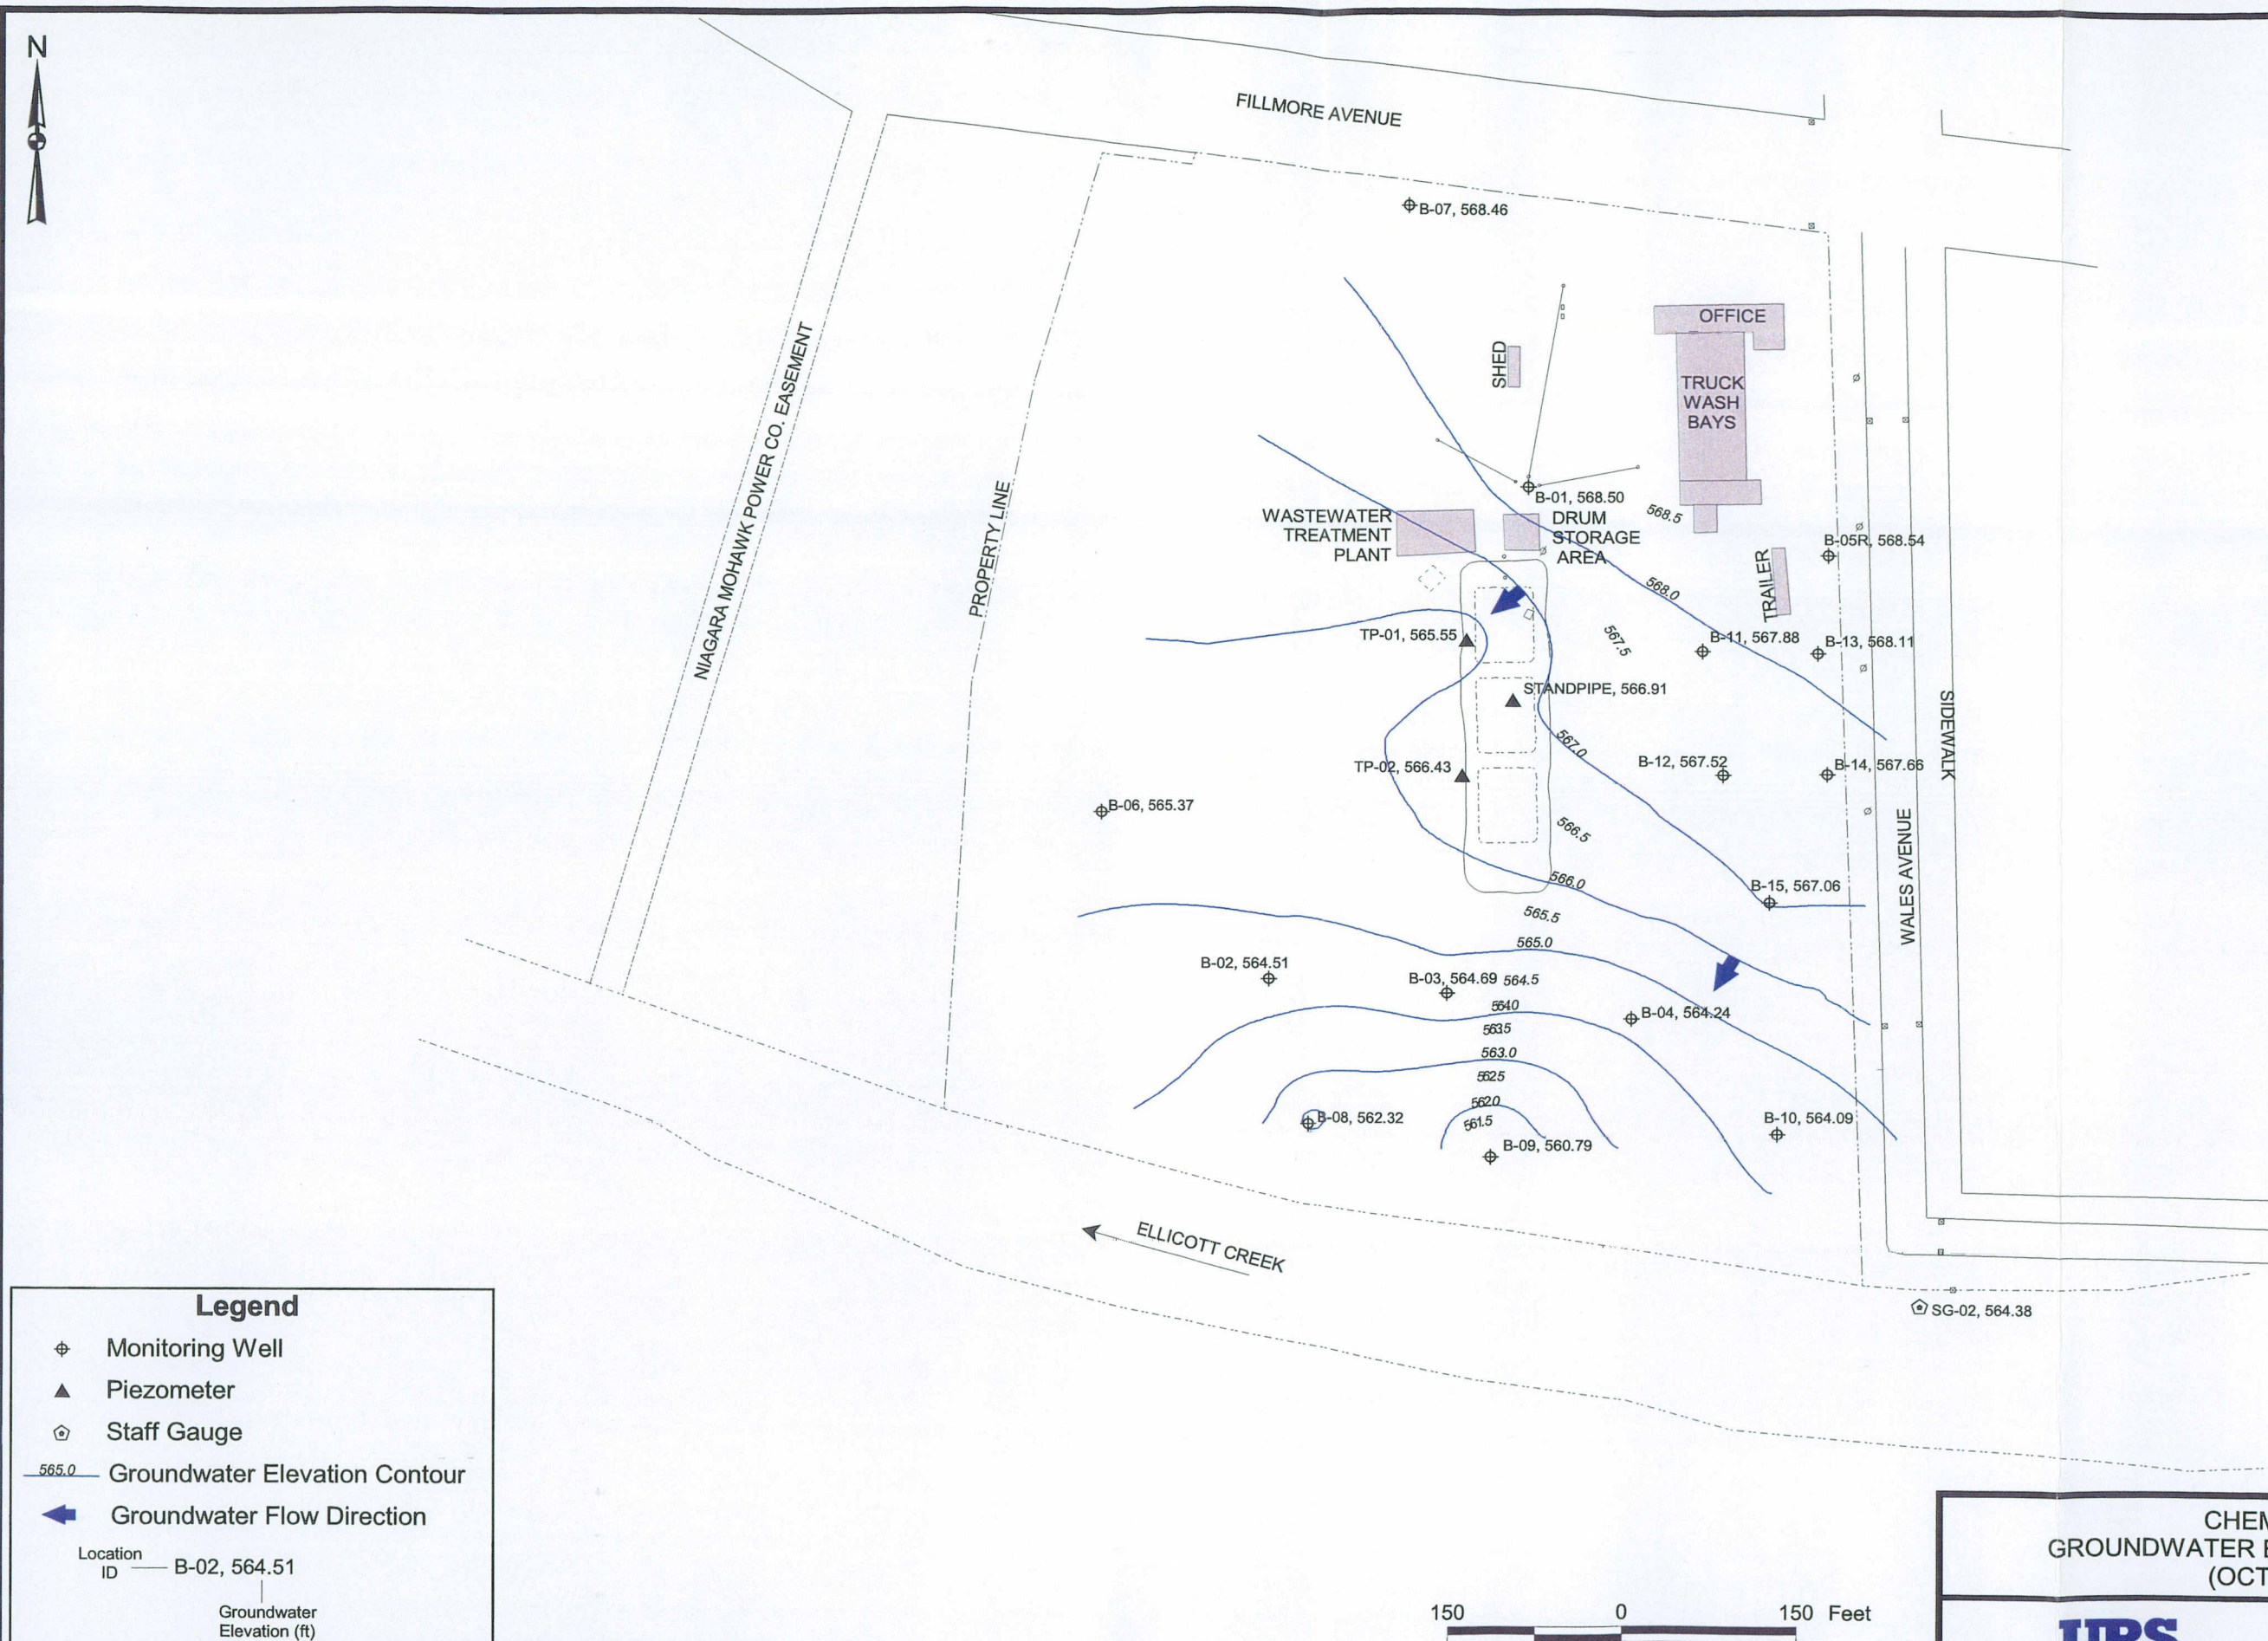 N
FILLMORE AVENUE
B-07, 568.46
OFFICE
SHED
TRUCK
WASH
BAYS
NIAGARA MOHAWK POWER CO. EASEMENT
PROPERTY LINE
B-01, 568.50
568.5
WASTEWATER
TREATMENT
PLANT
DRUM
STORAGE
AREA
B-05R, 568.54
TRAILER
568.0
567.5
TP-01, 565.55
B-11, 567.88
B-13, 568.11
STANDPIPE, 566.91
SIDEWALK
567.0
TP-02, 566.43
B-12, 567.52
B-14, 567.66
B-06, 565.37
566.5
WALES AVENUE
566.0
B-15, 567.06
565.5
565.0
B-02, 564.51
B-03, 564.69
564.5
564.0
B-04, 564.24
563.5
563.0
562.5
562.0
561.5
B-08, 562.32
B-09, 560.79
B-10, 564.09
ELLICOTT CREEK
SG-02, 564.38
Legend
Monitoring Well
Piezometer
Staff Gauge
565.0 Groundwater Elevation Contour
Groundwater Flow Direction
Location
ID
B-02, 564.51
Groundwater
Elevation (ft)
150 0 150 Feet
CHEM
GROUNDWATER E
(OCT
URS